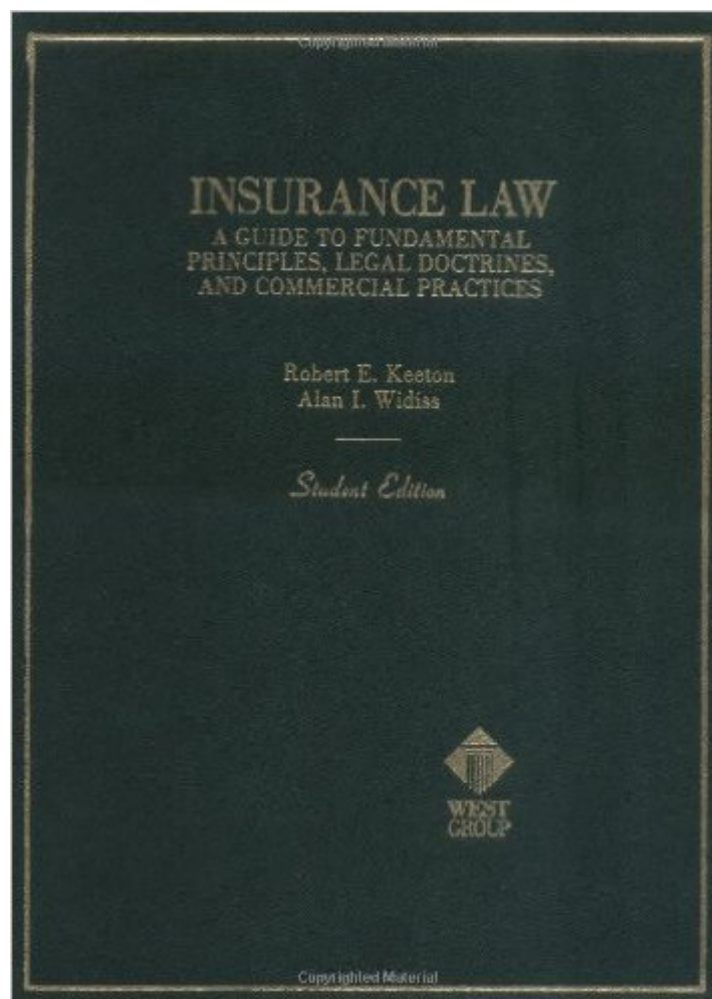 Copyrighted Material
INSURANCE LAW
A GUIDE TO FUNDAMENTAL
PRINCIPLES, LEGAL DOCTRINES,
AND COMMERCIAL PRACTICES
Robert E. Keeton
Alan I. Widiss
Student Edition
WEST
GROUP
Copyrighted Material